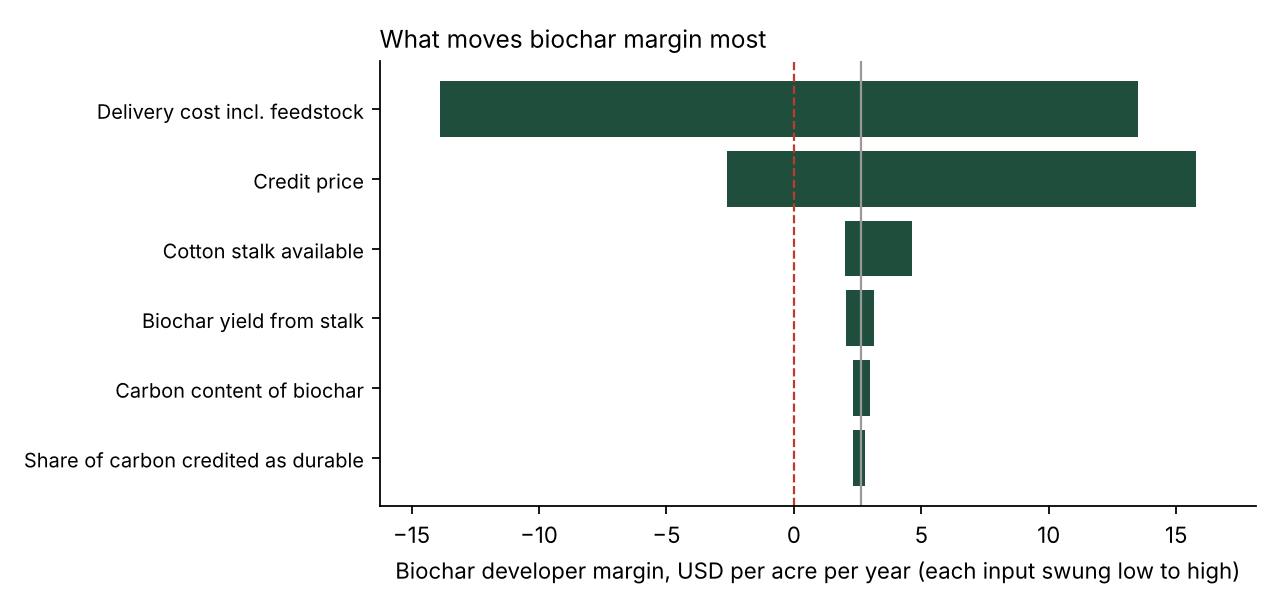 What moves biochar margin most
Delivery cost incl. feedstock
Credit price
Cotton stalk available
Biochar yield from stalk
Carbon content of biochar
Share of carbon credited as durable
−15 −10 −5 0 5 10 15
Biochar developer margin, USD per acre per year (each input swung low to high)